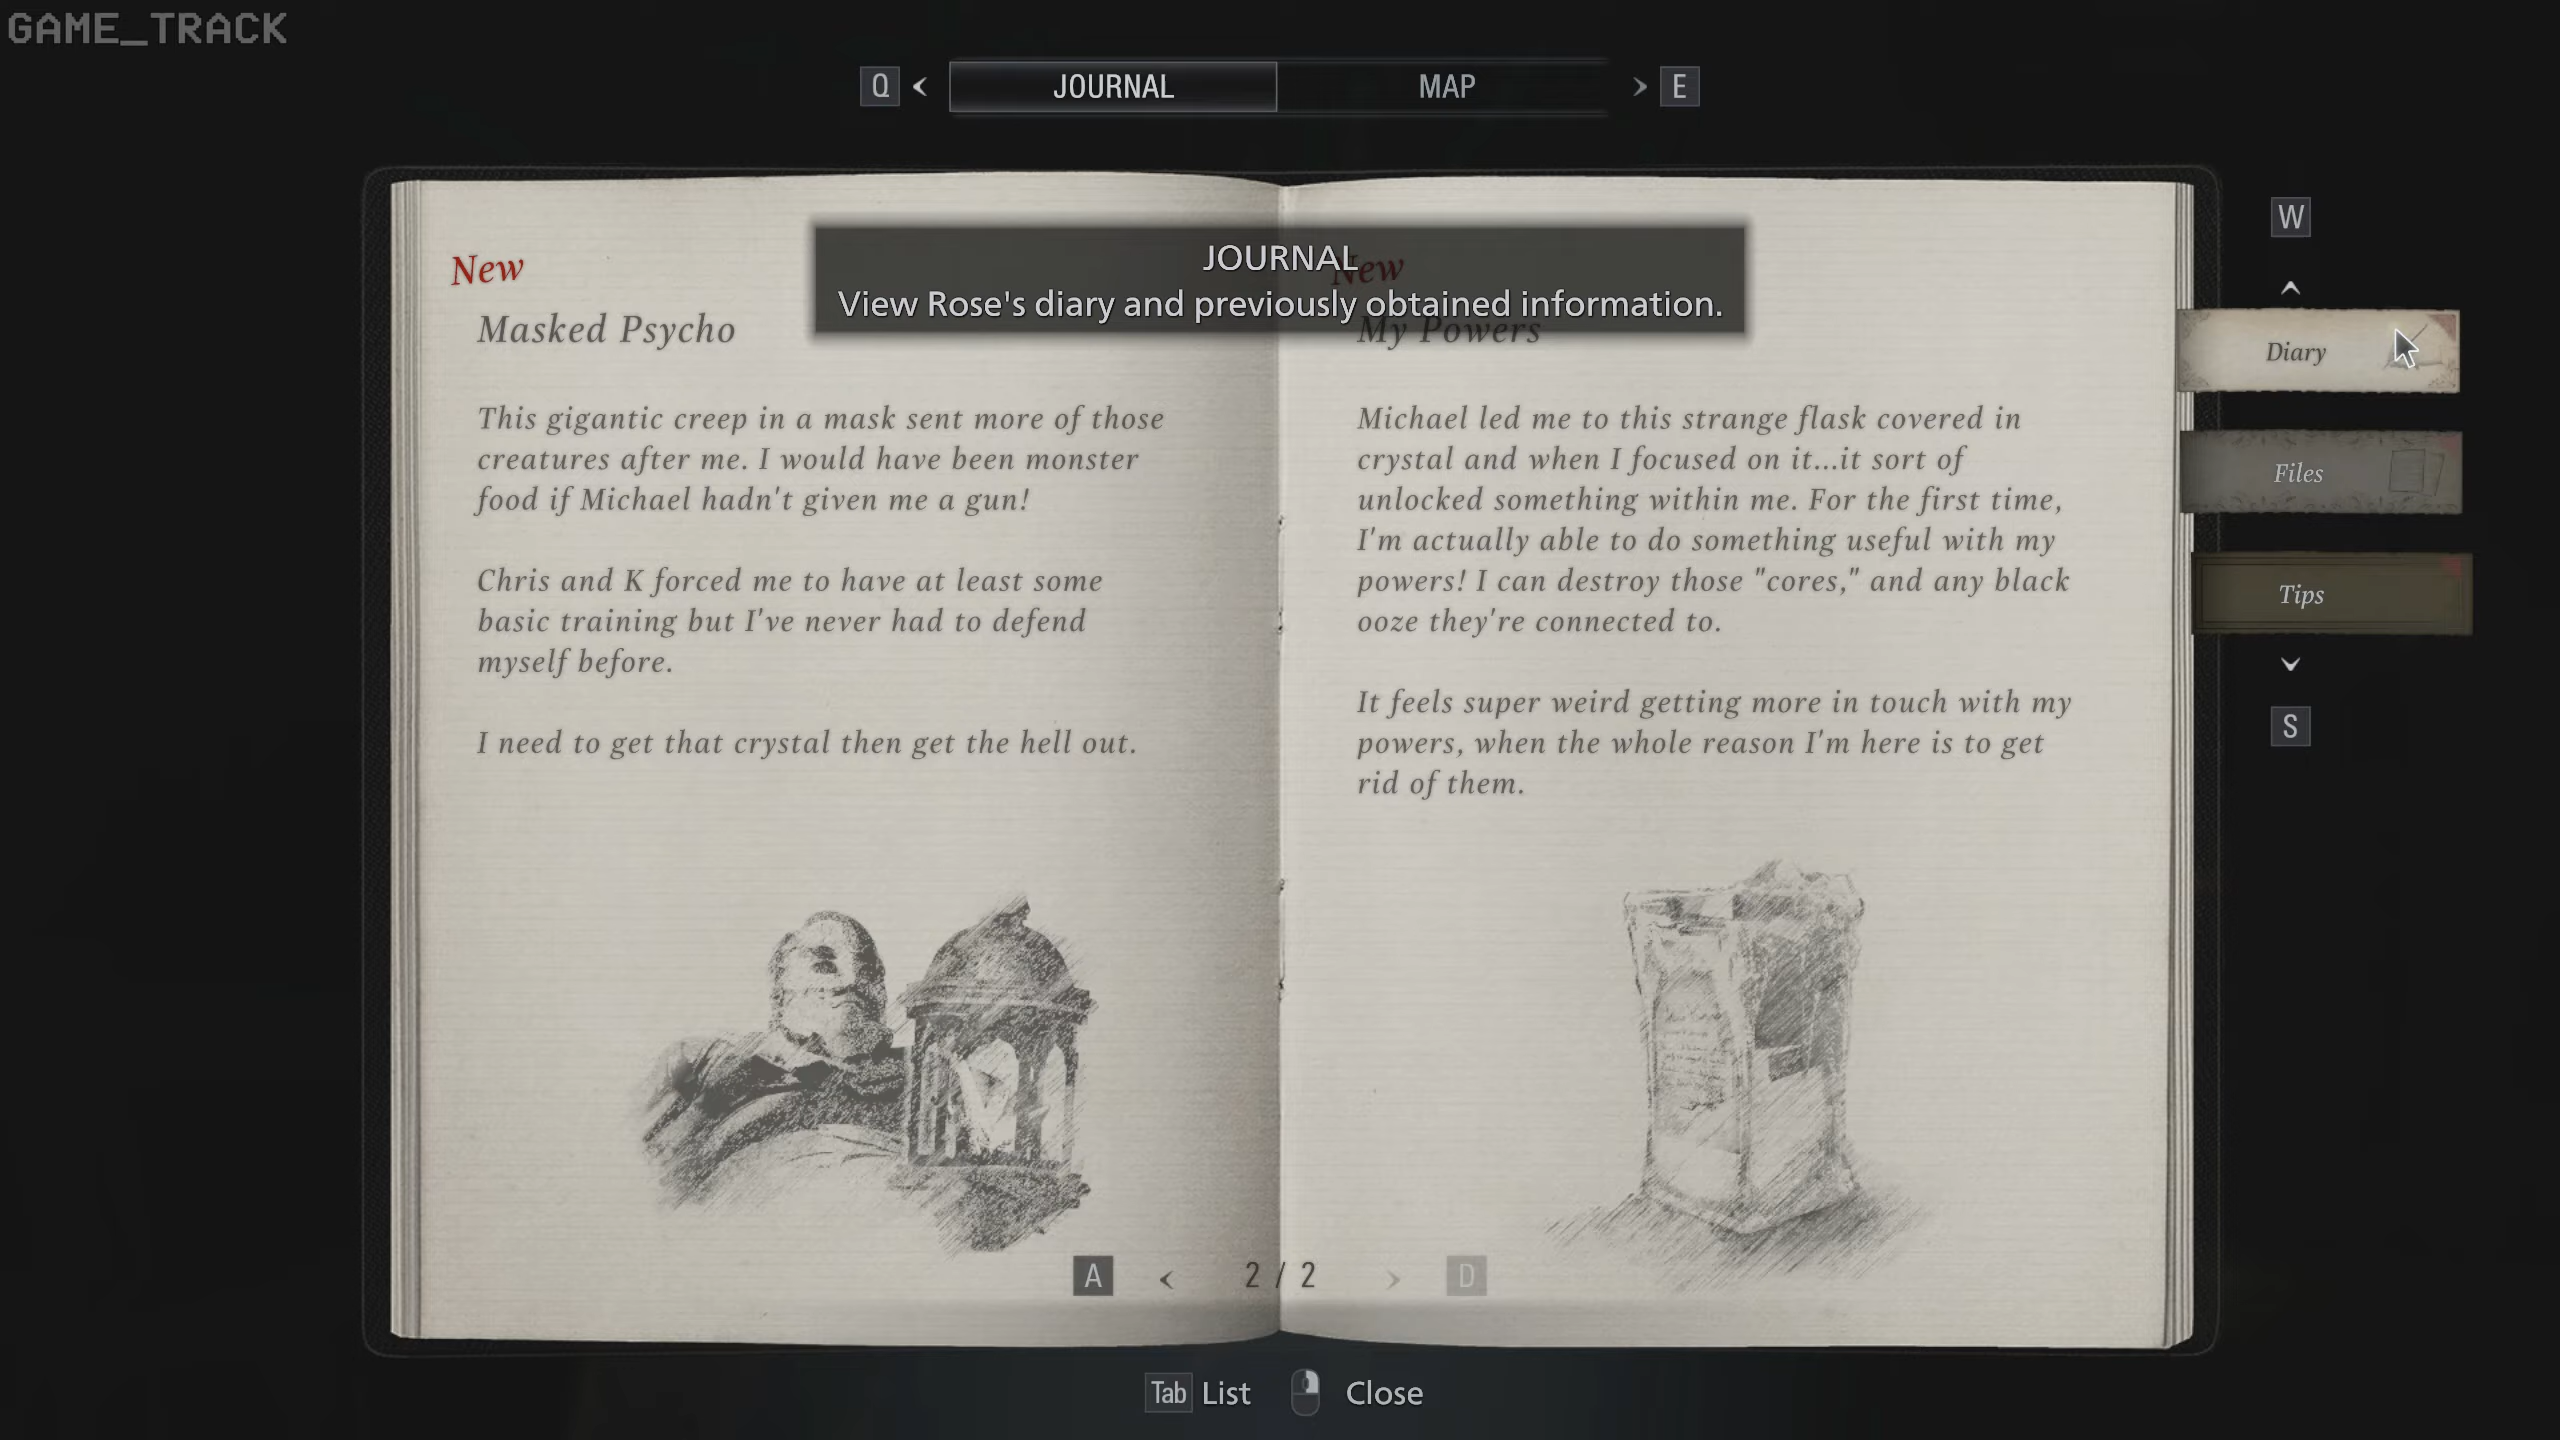 GAME_TRACK
Q < JOURNAL MAP > E
JOURNAL
View Rose's diary and previously obtained information.
New
Masked Psycho
This gigantic creep in a mask sent more of those
creatures after me. I would have been monster
food if Michael hadn't given me a gun!
Chris and K forced me to have at least some
basic training but I've never had to defend
myself before.
I need to get that crystal then get the hell out.
New
My Powers
Michael led me to this strange flask covered in
crystal and when I focused on it...it sort of
unlocked something within me. For the first time,
I'm actually able to do something useful with my
powers! I can destroy those "cores," and any black
ooze they're connected to.
It feels super weird getting more in touch with my
powers, when the whole reason I'm here is to get
rid of them.
W
Diary
Files
Tips
S
A < 2 / 2 > D
Tab List Close